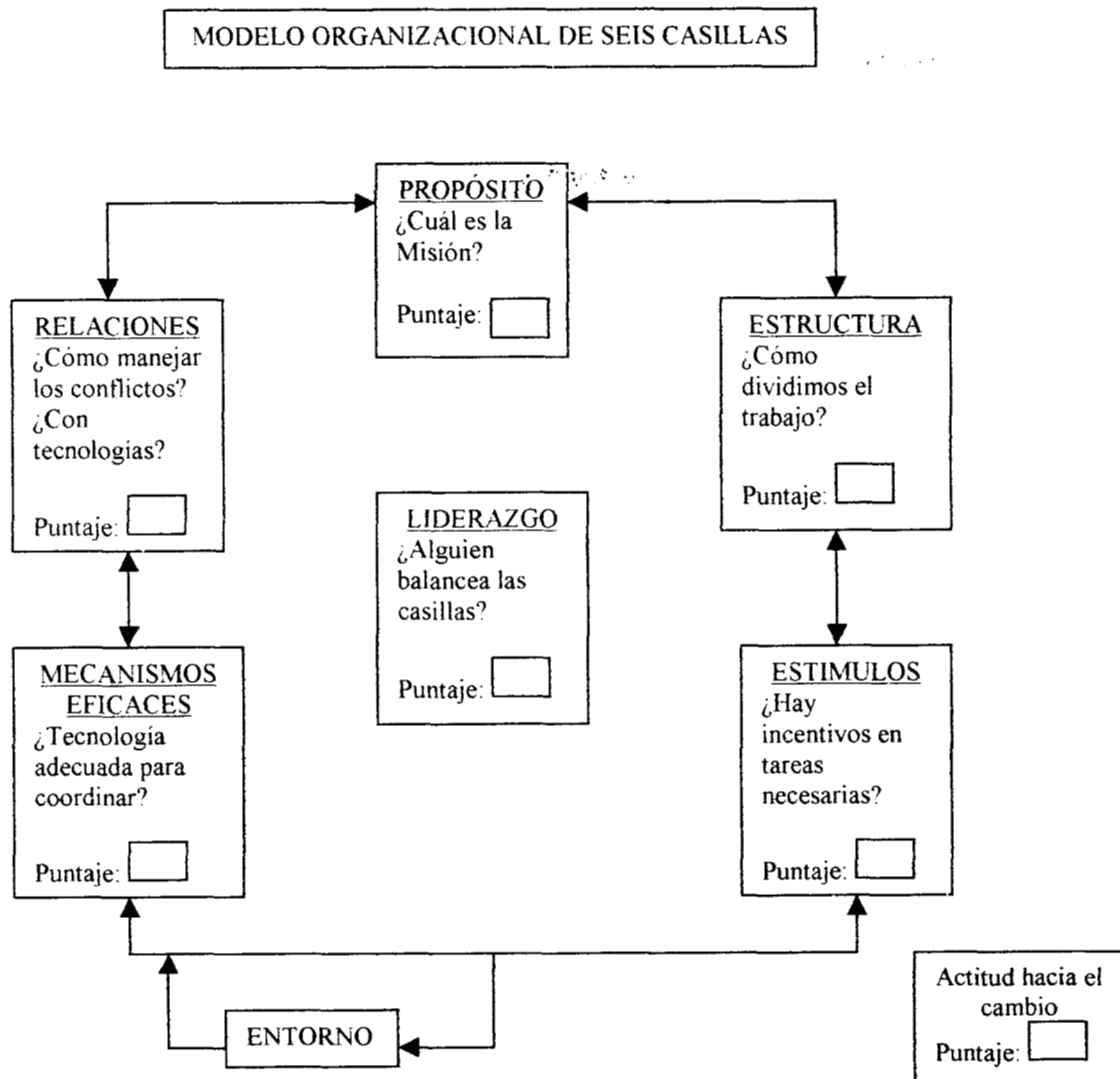 MODELO ORGANIZACIONAL DE SEIS CASILLAS
PROPÓSITO
¿Cuál es la
Misión?
Puntaje:
RELACIONES
¿Cómo manejar
los conflictos?
¿Con
tecnologías?
Puntaje:
ESTRUCTURA
¿Cómo
dividimos el
trabajo?
Puntaje:
LIDERAZGO
¿Alguien
balancea las
casillas?
Puntaje:
MECANISMOS
EFICACES
¿Tecnología
adecuada para
coordinar?
Puntaje:
ESTIMULOS
¿Hay
incentivos en
tareas
necesarias?
Puntaje:
ENTORNO
Actitud hacia el
cambio
Puntaje: